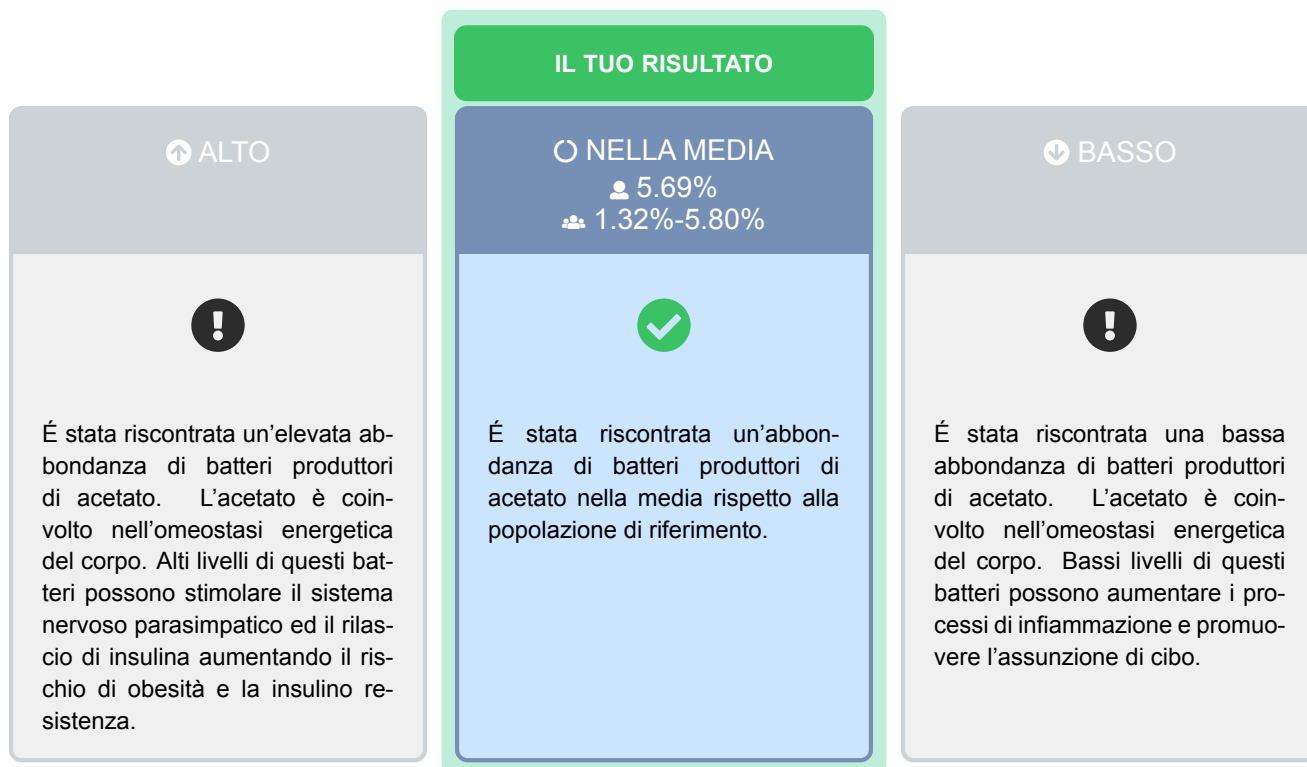 IL TUO RISULTATO
ALTO
É stata riscontrata un'elevata ab-
bondanza di batteri produttori
di acetato. L'acetato è coin-
volto nell'omeostasi energetica
del corpo. Alti livelli di questi bat-
teri possono stimolare il sistema
nervoso parasimpatico ed il rilas-
cio di insulina aumentando il ris-
chio di obesità e la insulino re-
sistenza.
NELLA MEDIA
5.69%
1.32%-5.80%
É stata riscontrata un'abbon-
danza di batteri produttori di
acetato nella media rispetto alla
popolazione di riferimento.
BASSO
É stata riscontrata una bassa
abbondanza di batteri produttori
di acetato. L'acetato è coin-
volto nell'omeostasi energetica
del corpo. Bassi livelli di questi
batteri possono aumentare i pro-
cessi di infiammazione e promuo-
vere l'assunzione di cibo.